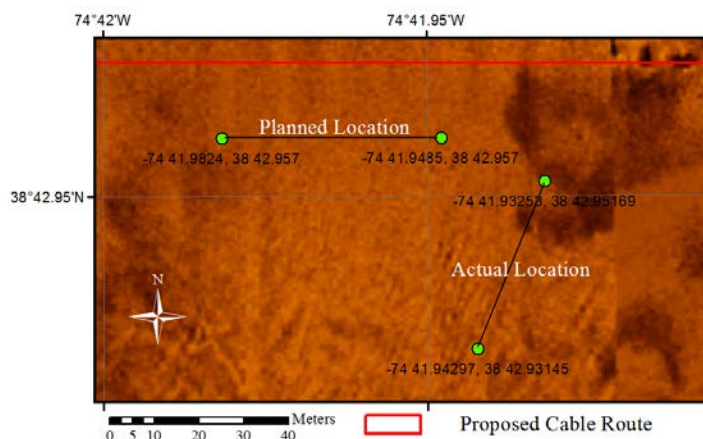 74°42'W
74°41.95'W
Planned Location
-74 41.9824, 38 42.957
-74 41.9485, 38 42.957
38°42.95'N
-74 41.93253, 38 42.95169
Actual Location
N
-74 41.94297, 38 42.93145
Meters
0 5 10 20 30 40
Proposed Cable Route